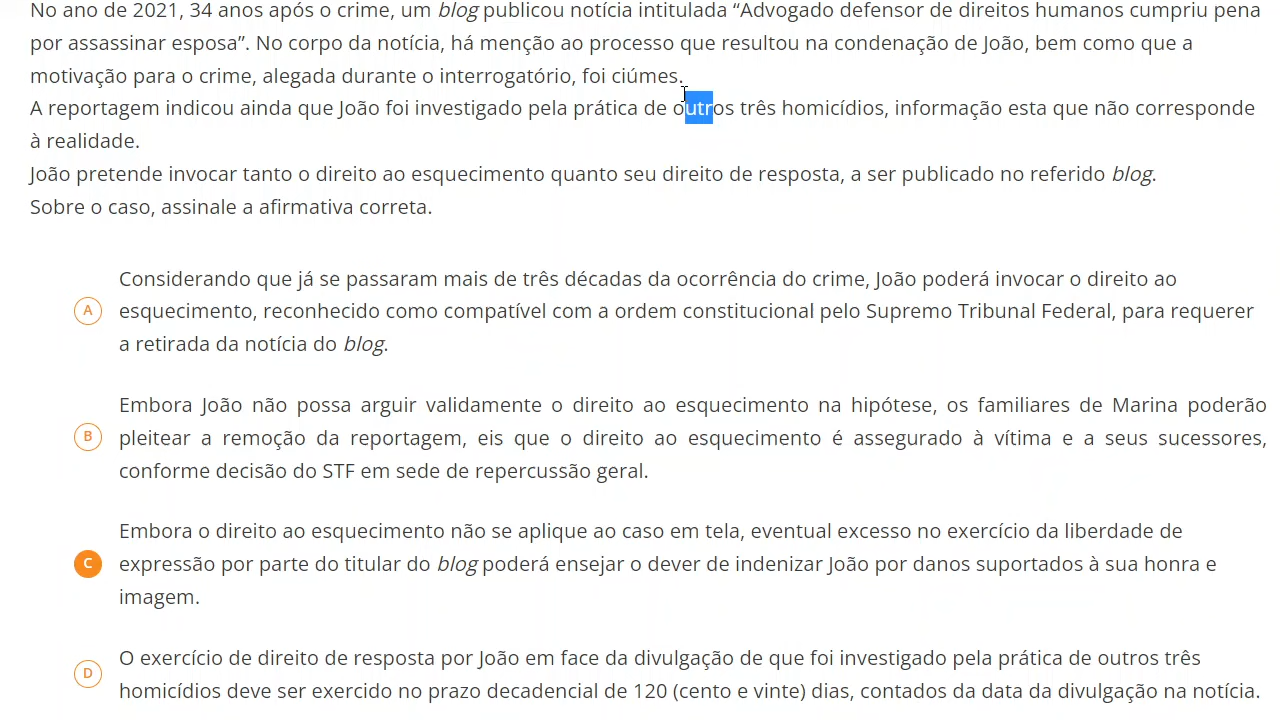 No ano de 2021, 34 anos após o crime, um blog publicou notícia intitulada “Advogado defensor de direitos humanos cumpriu pena
por assassinar esposa”. No corpo da notícia, há menção ao processo que resultou na condenação de João, bem como que a
motivação para o crime, alegada durante o interrogatório, foi ciúmes.
A reportagem indicou ainda que João foi investigado pela prática de outros três homicídios, informação esta que não corresponde
à realidade.
João pretende invocar tanto o direito ao esquecimento quanto seu direito de resposta, a ser publicado no referido blog.
Sobre o caso, assinale a afirmativa correta.
Considerando que já se passaram mais de três décadas da ocorrência do crime, João poderá invocar o direito ao
A esquecimento, reconhecido como compatível com a ordem constitucional pelo Supremo Tribunal Federal, para requerer
a retirada da notícia do blog.
Embora João não possa arguir validamente o direito ao esquecimento na hipótese, os familiares de Marina poderão
B pleitear a remoção da reportagem, eis que o direito ao esquecimento é assegurado à vítima e a seus sucessores,
conforme decisão do STF em sede de repercussão geral.
Embora o direito ao esquecimento não se aplique ao caso em tela, eventual excesso no exercício da liberdade de
C expressão por parte do titular do blog poderá ensejar o dever de indenizar João por danos suportados à sua honra e
imagem.
O exercício de direito de resposta por João em face da divulgação de que foi investigado pela prática de outros três
D homicídios deve ser exercido no prazo decadencial de 120 (cento e vinte) dias, contados da data da divulgação na notícia.